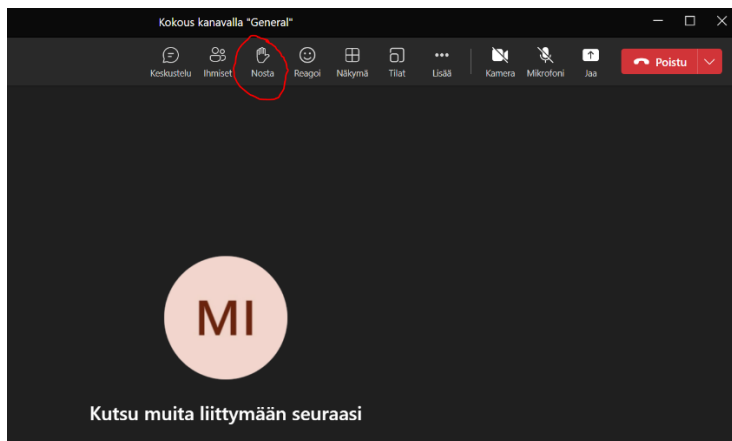 Kokous kanavalla "General"
Keskustelu Ihmiset Nosta Reagoi Näkymä Tilat Lisää Kamera Mikrofoni Jaa Poistu
MI
Kutsu muita liittymään seuraasi